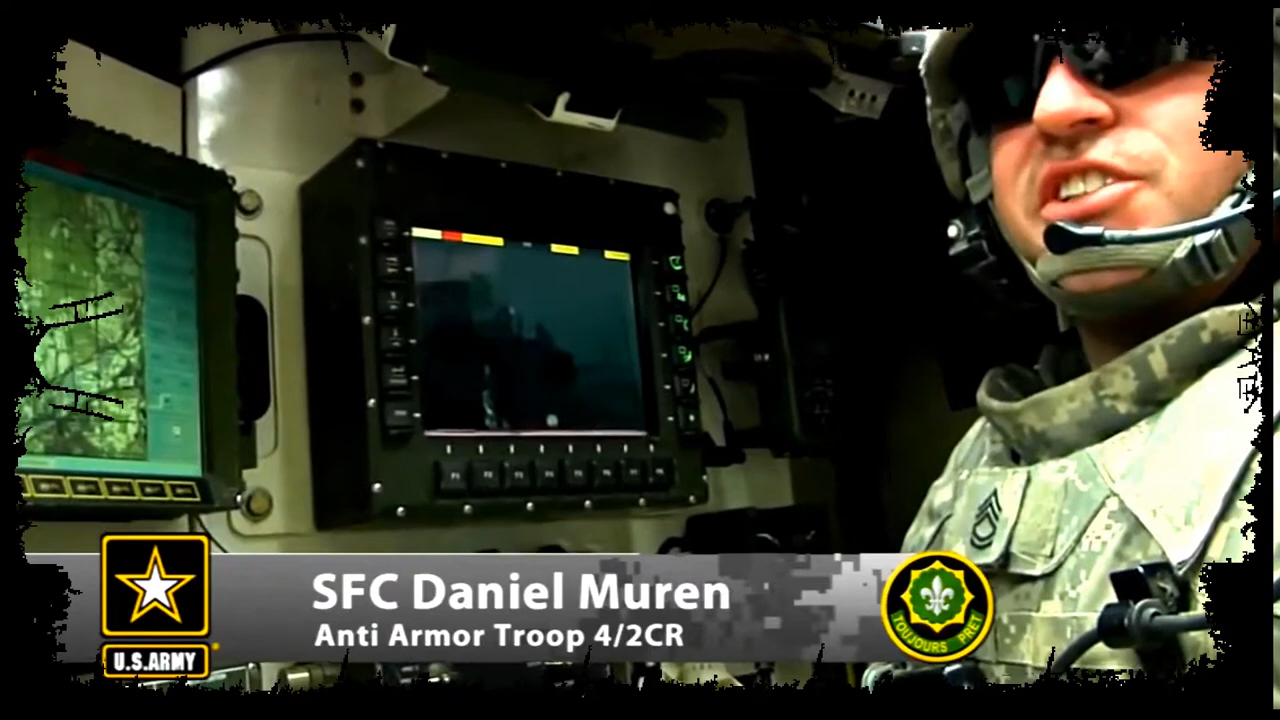 SFC Daniel Muren
Anti Armor Troop 4/2CR
U.S.ARMY
TOUJOURS PRET